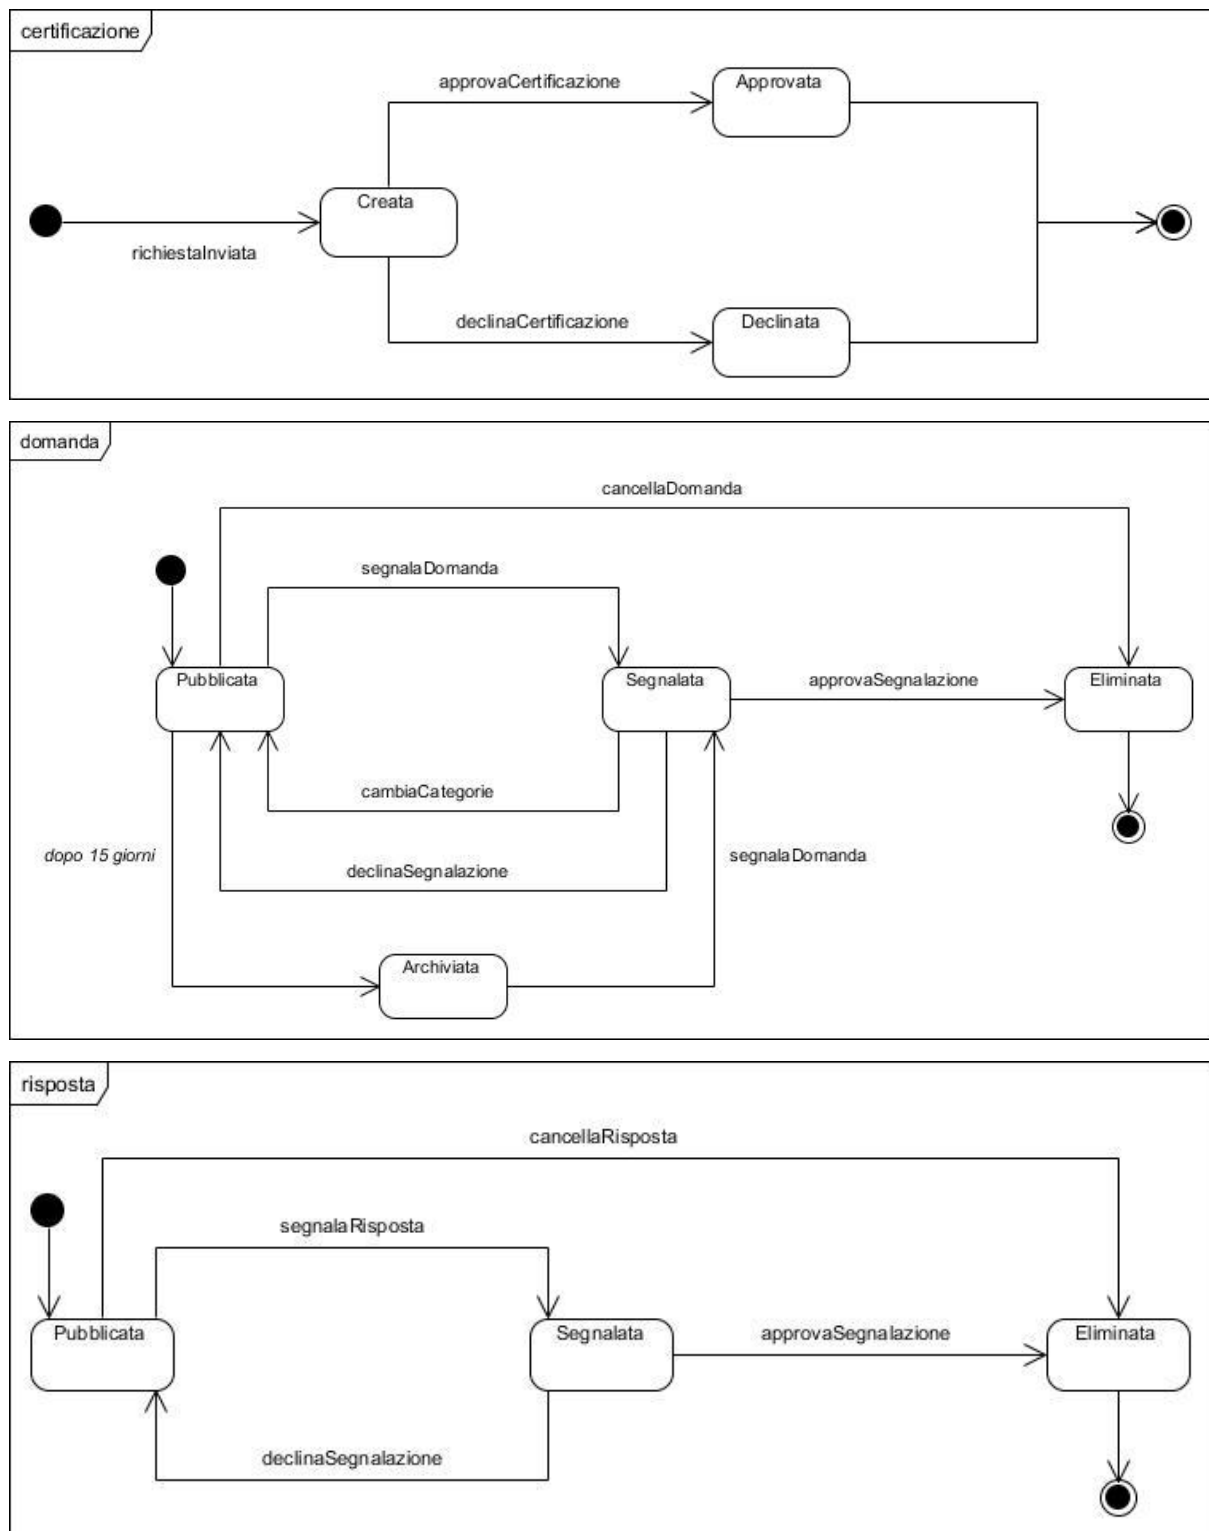 certificazione
approvaCertificazione
Approvata
Creata
richiestaInviata
declinaCertificazione
Declinata
domanda
cancellaDomanda
segnalaDomanda
Pubblicata
Segnalata
approvaSegnalazione
Eliminata
cambiaCategorie
dopo 15 giorni
segnalaDomanda
declinaSegnalazione
Archiviata
risposta
cancellaRisposta
segnalaRisposta
Pubblicata
Segnalata
approvaSegnalazione
Eliminata
declinaSegnalazione